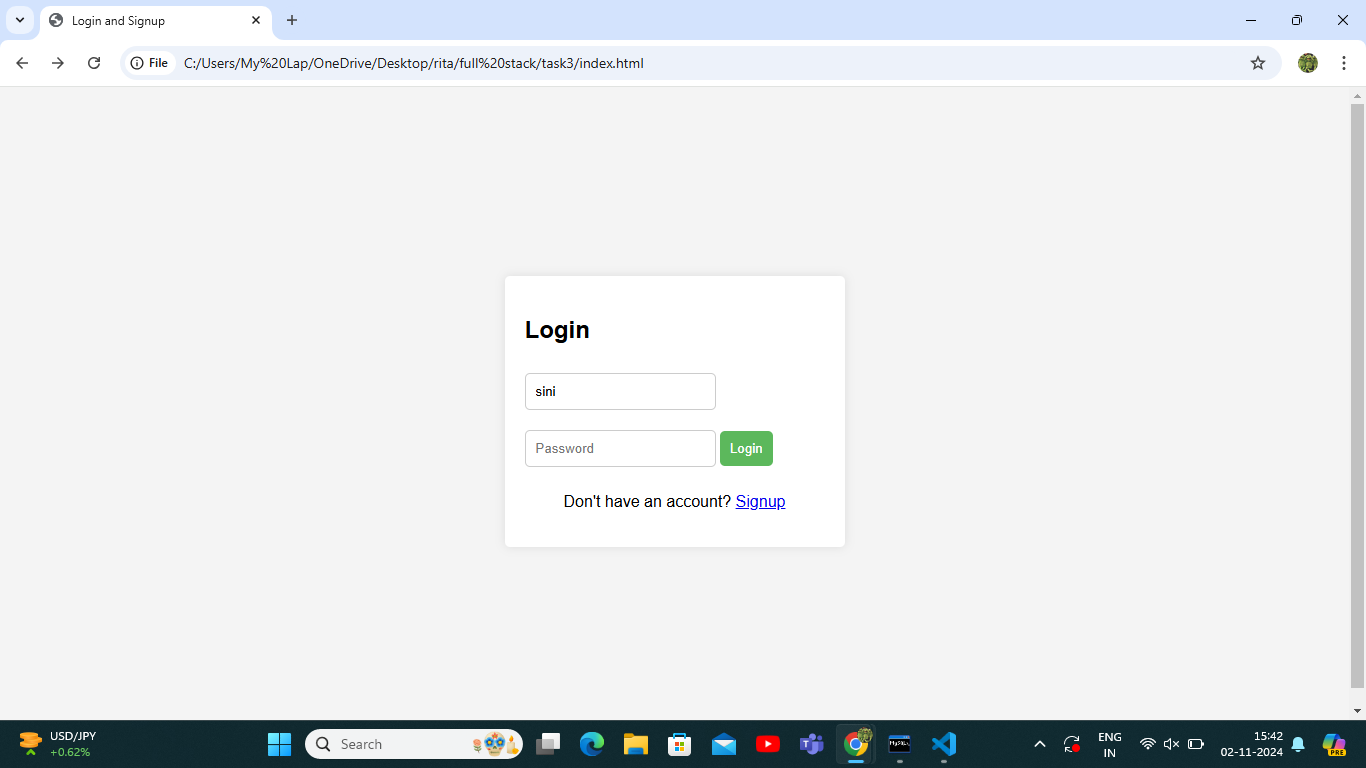 Login and Signup
File
C:/Users/My%20Lap/OneDrive/Desktop/rita/full%20stack/task3/index.html
Login
sini
Password
Login
Don't have an account? Signup
USD/JPY
+0.62%
Search
ENG
IN
15:42
02-11-2024
PRE